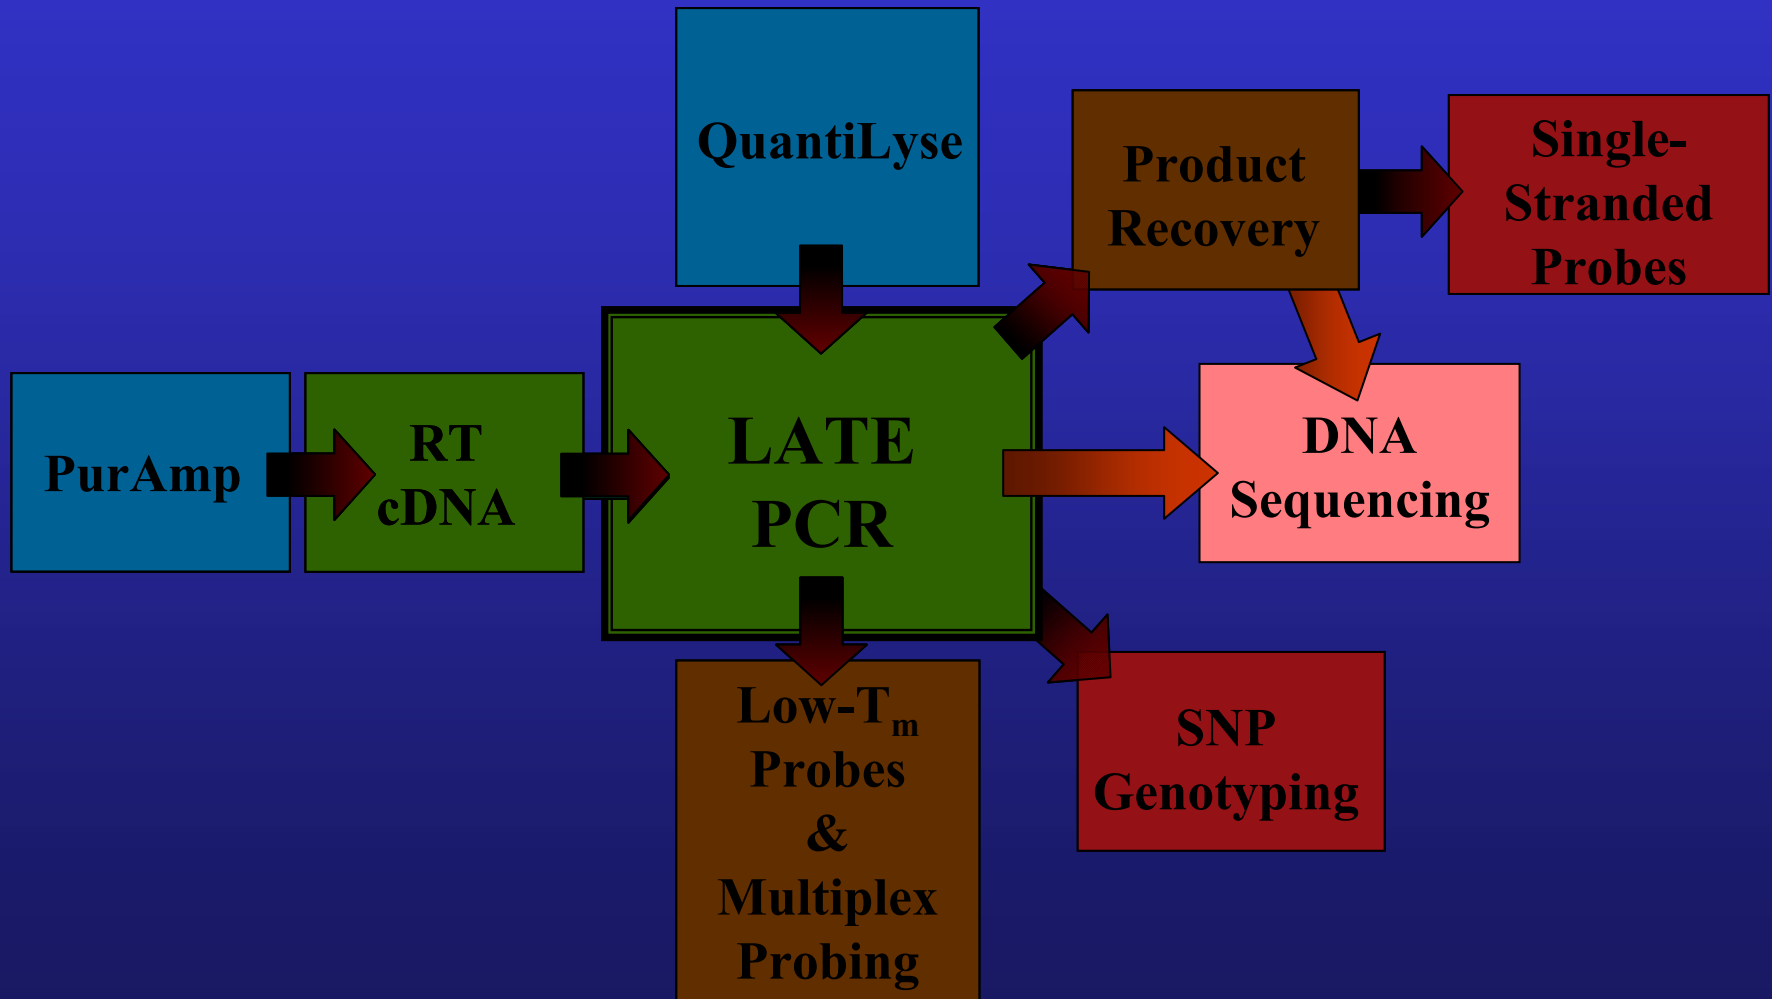 QuantiLyse
Product
Recovery
Single-
Stranded
Probes
PurAmp
RT
cDNA
LATE
PCR
DNA
Sequencing
Low-Tm
Probes
&
Multiplex
Probing
SNP
Genotyping